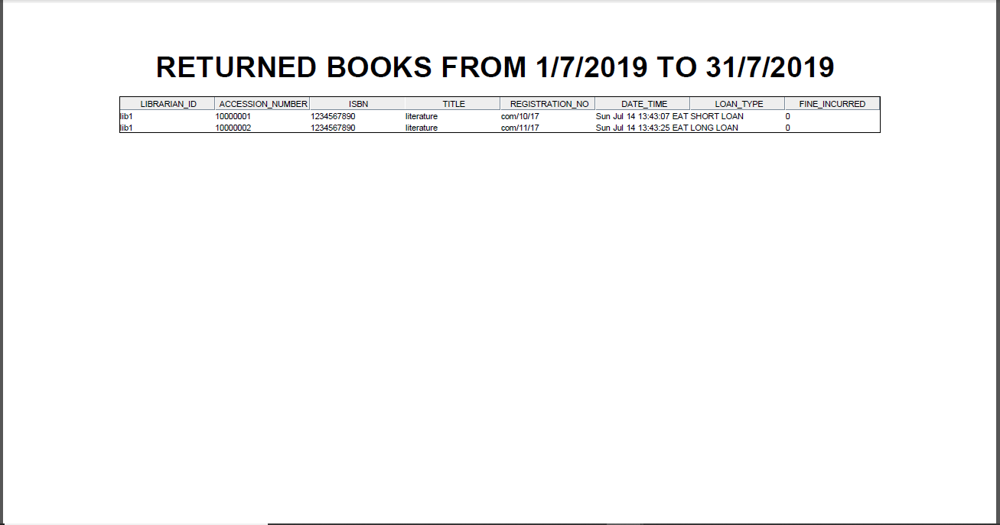 RETURNED BOOKS FROM 1/7/2019 TO 31/7/2019
LIBRARIAN_ID ACCESSION_NUMBER ISBN TITLE REGISTRATION_NO DATE_TIME LOAN_TYPE FINE_INCURRED
lib1 10000001 1234567890 literature com/10/17 Sun Jul 14 13:43:07 EAT SHORT LOAN 0
lib1 10000002 1234567890 literature com/11/17 Sun Jul 14 13:43:25 EAT LONG LOAN 0